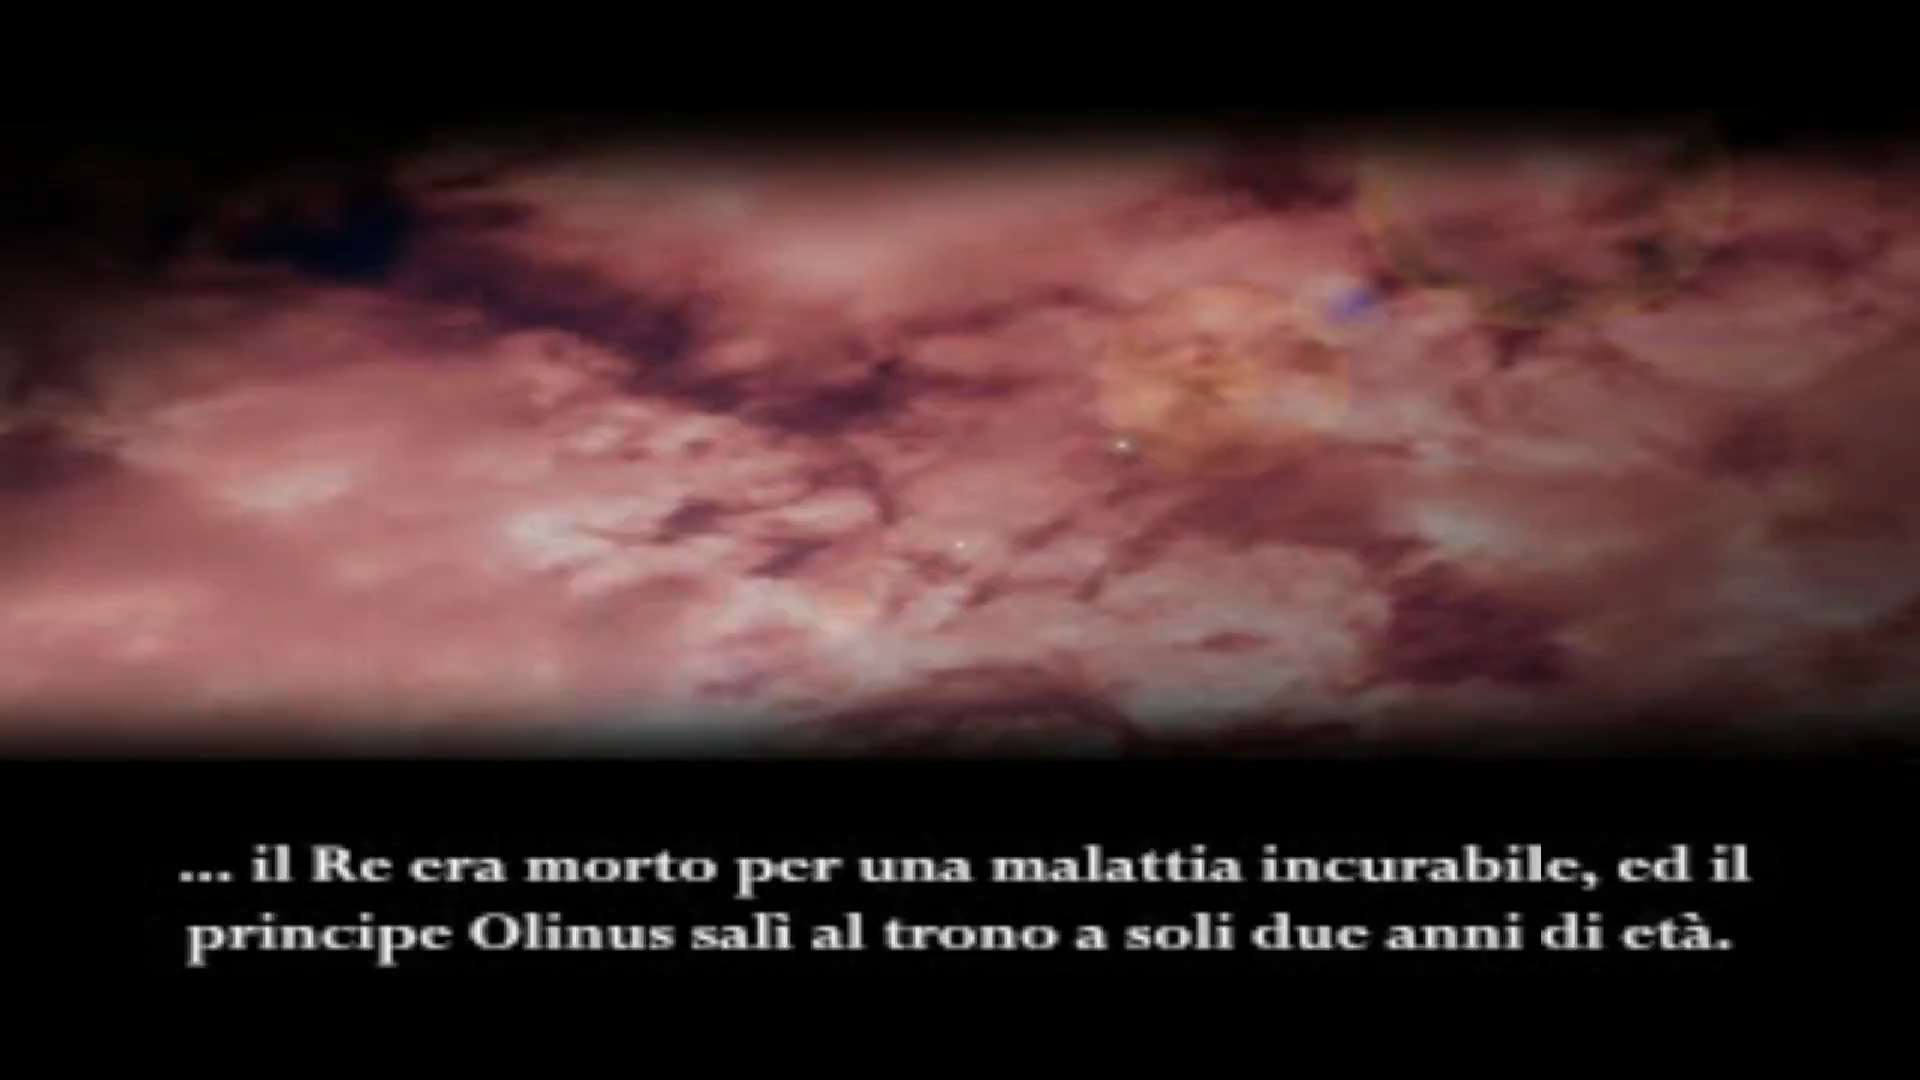 ... il Re era morto per una malattia incurabile, ed il
principe Olinus salì al trono a soli due anni di età.